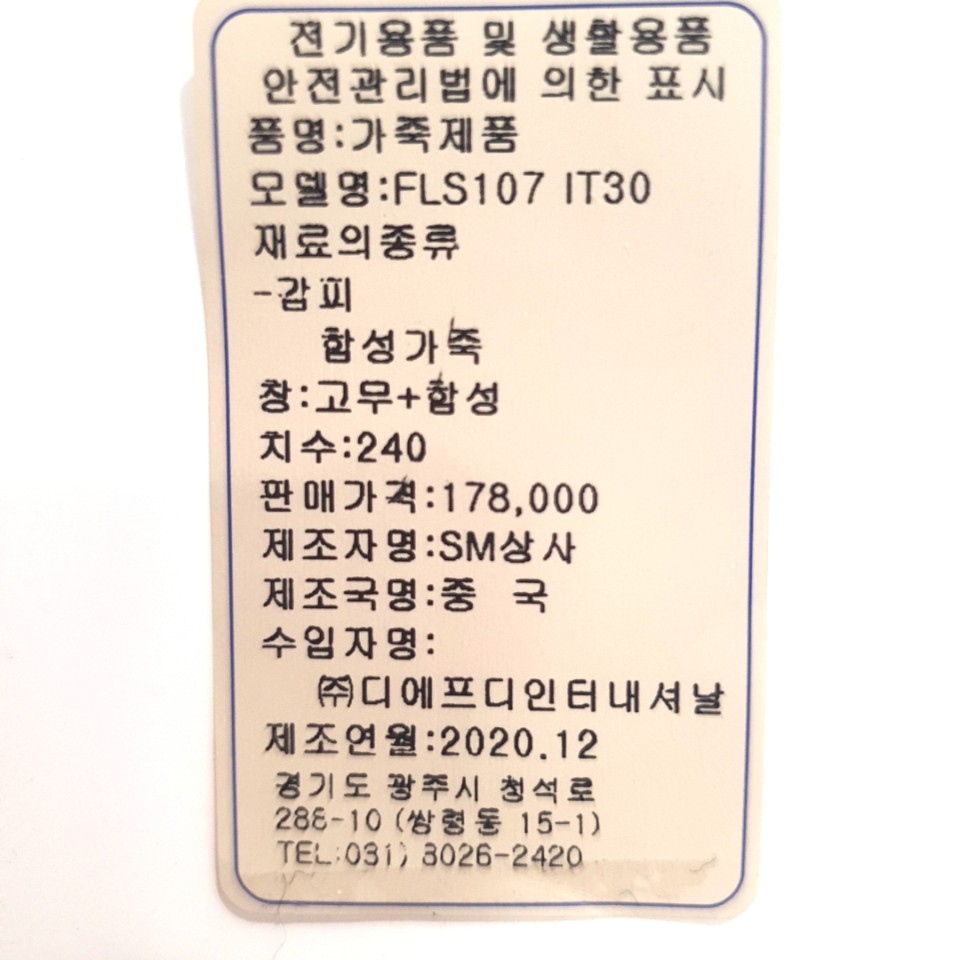 전기용품 및 생활용품
안전관리법에 의한 표시
품명:가죽제품
모델명:FLS107 IT30
재료의종류
-갑피
합성가죽
창:고무+합성
치수:240
판매가격:178,000
제조자명:SM상사
제조국명:중 국
수입자명:
㈜디에프디인터내셔날
제조연월:2020.12
경기도 광주시 청석로
288-10 (쌍령동 15-1)
TEL:031) 8026-2420